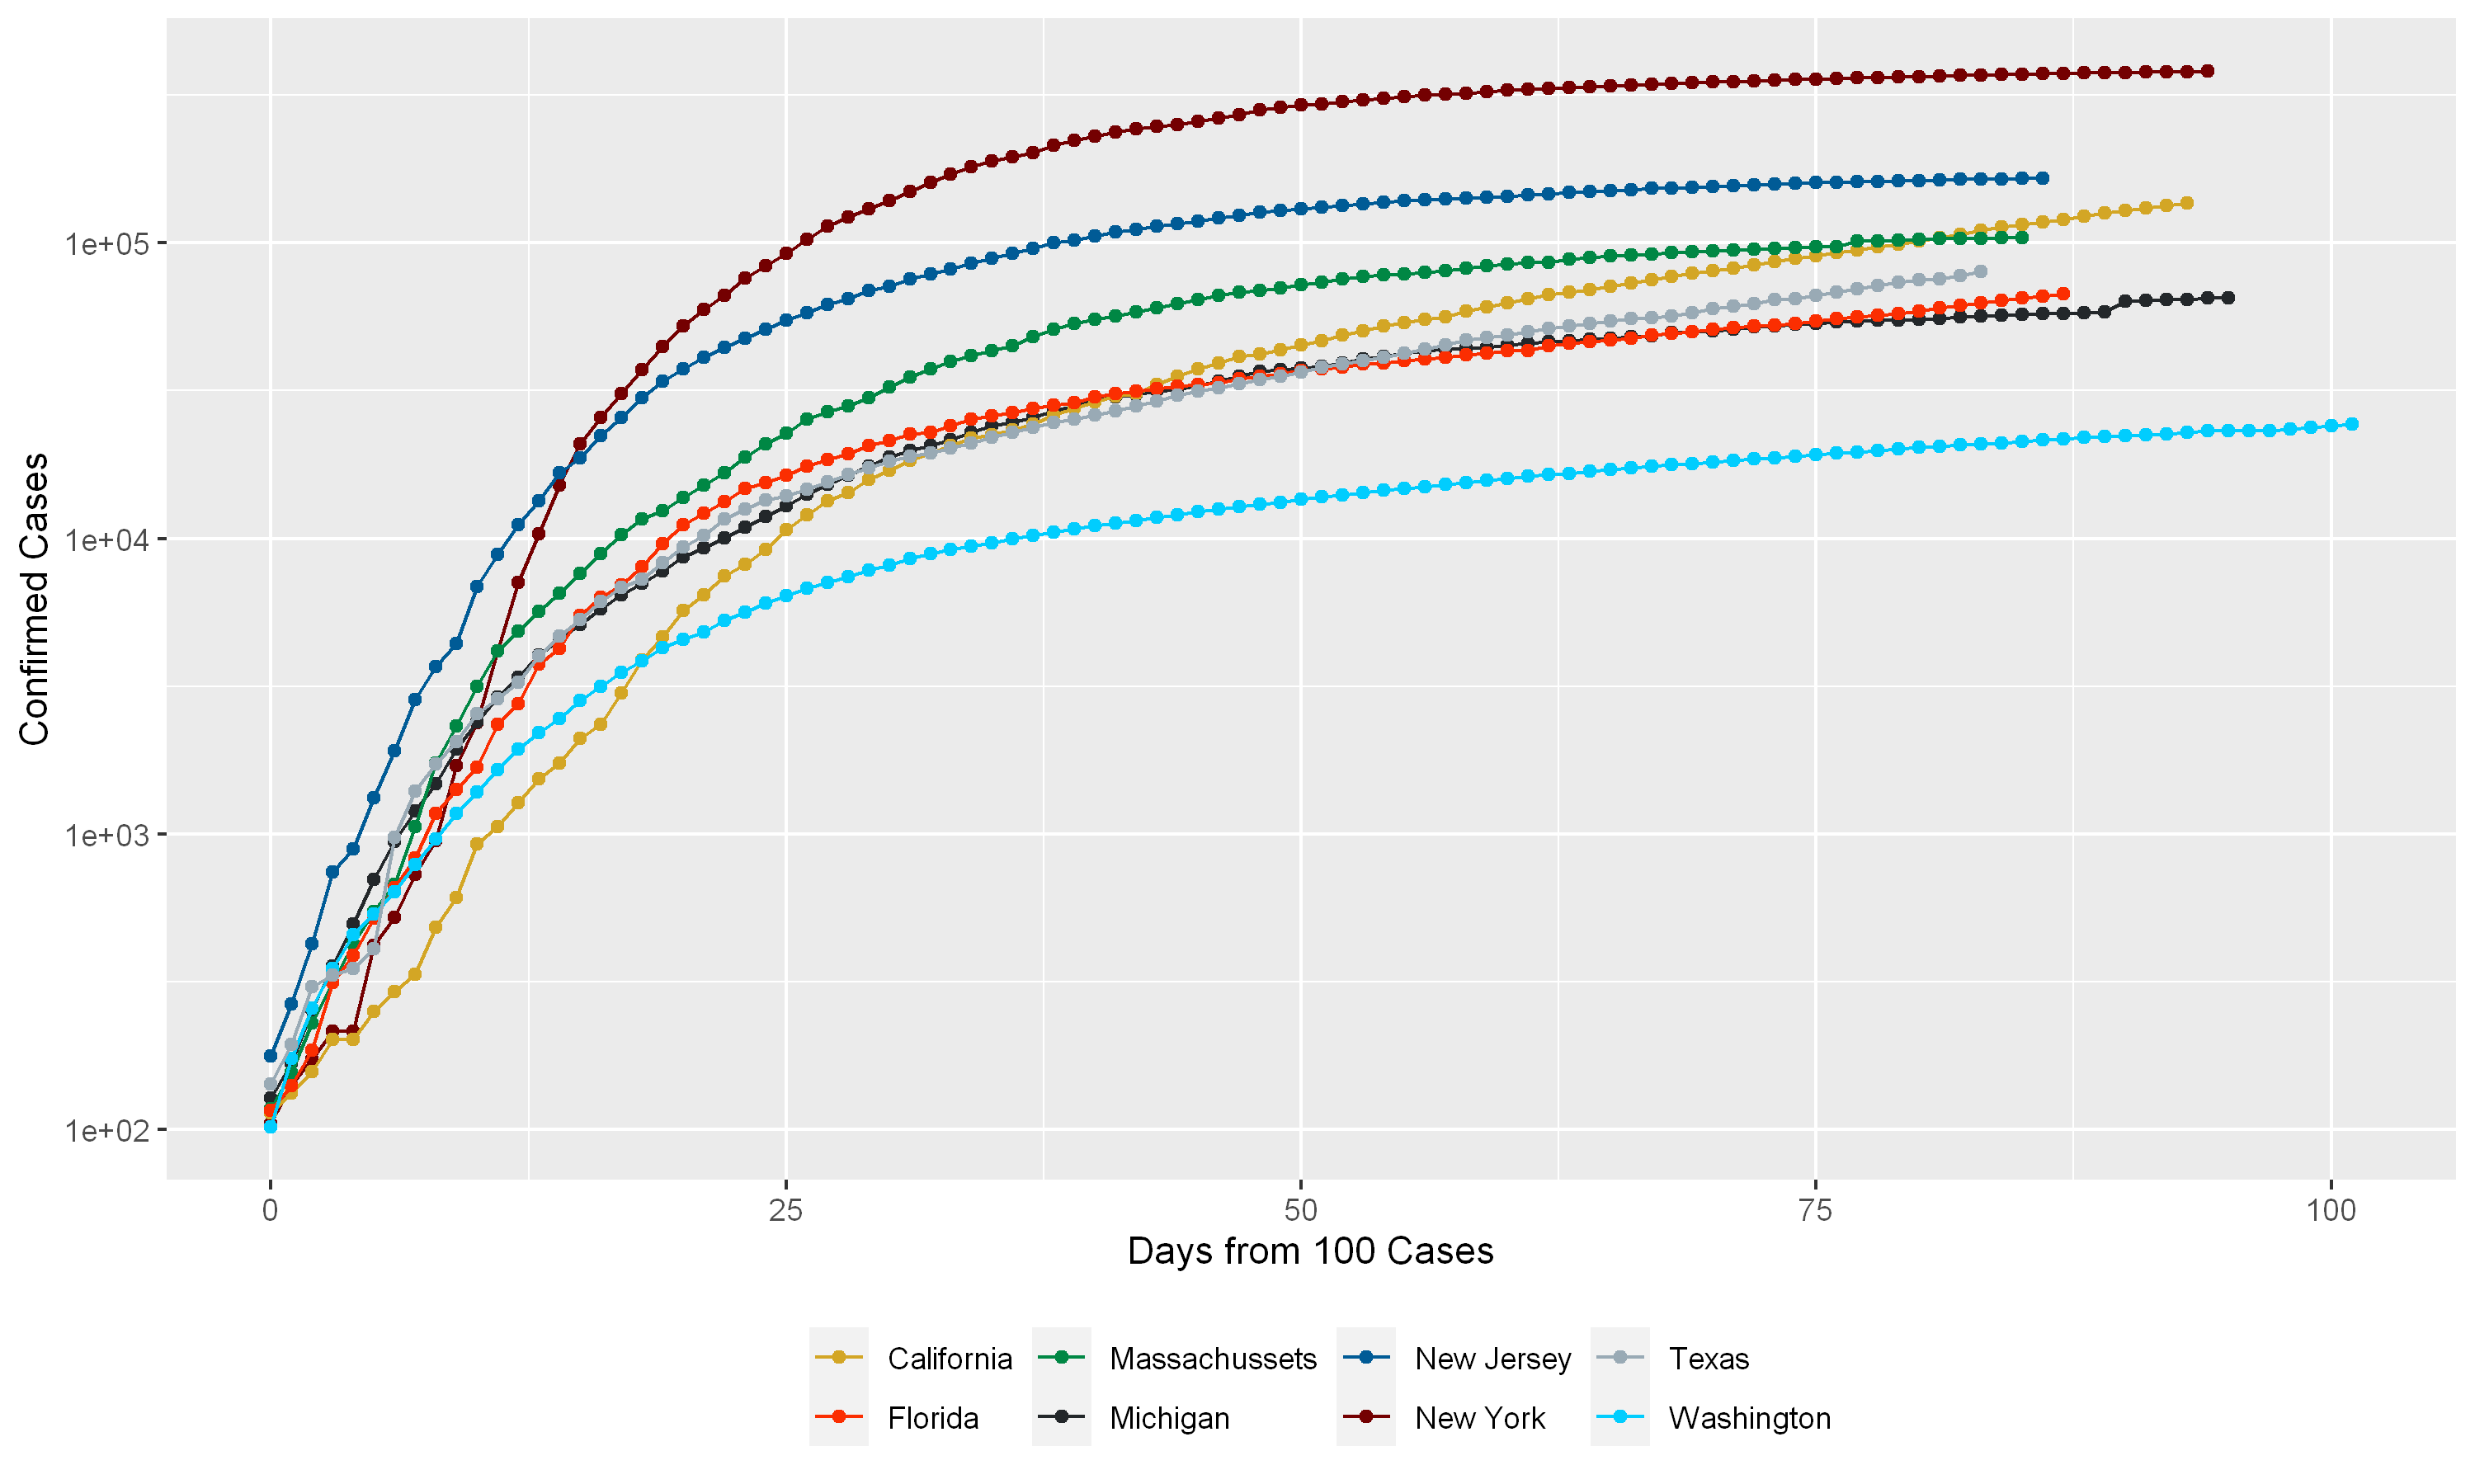 Confirmed Cases
1e+05
1e+04
1e+03
1e+02
0 25 50 75 100
Days from 100 Cases
California Massachussets New Jersey Texas
Florida Michigan New York Washington